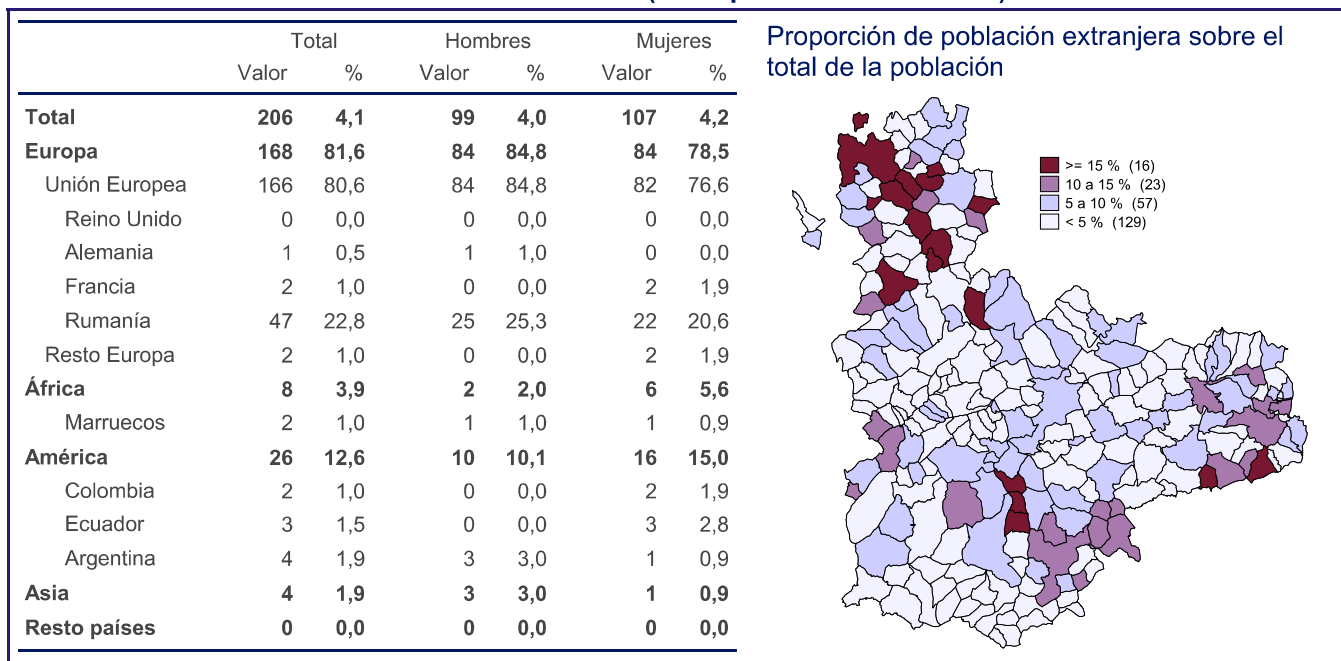 Total Hombres Mujeres
Valor % Valor % Valor %
Total 206 4,1 99 4,0 107 4,2
Europa 168 81,6 84 84,8 84 78,5
Unión Europea 166 80,6 84 84,8 82 76,6
Reino Unido 0 0,0 0 0,0 0 0,0
Alemania 1 0,5 1 1,0 0 0,0
Francia 2 1,0 0 0,0 2 1,9
Rumanía 47 22,8 25 25,3 22 20,6
Resto Europa 2 1,0 0 0,0 2 1,9
África 8 3,9 2 2,0 6 5,6
Marruecos 2 1,0 1 1,0 1 0,9
América 26 12,6 10 10,1 16 15,0
Colombia 2 1,0 0 0,0 2 1,9
Ecuador 3 1,5 0 0,0 3 2,8
Argentina 4 1,9 3 3,0 1 0,9
Asia 4 1,9 3 3,0 1 0,9
Resto países 0 0,0 0 0,0 0 0,0
Proporción de población extranjera sobre el
total de la población
>= 15 % (16)
10 a 15 % (23)
5 a 10 % (57)
< 5 % (129)